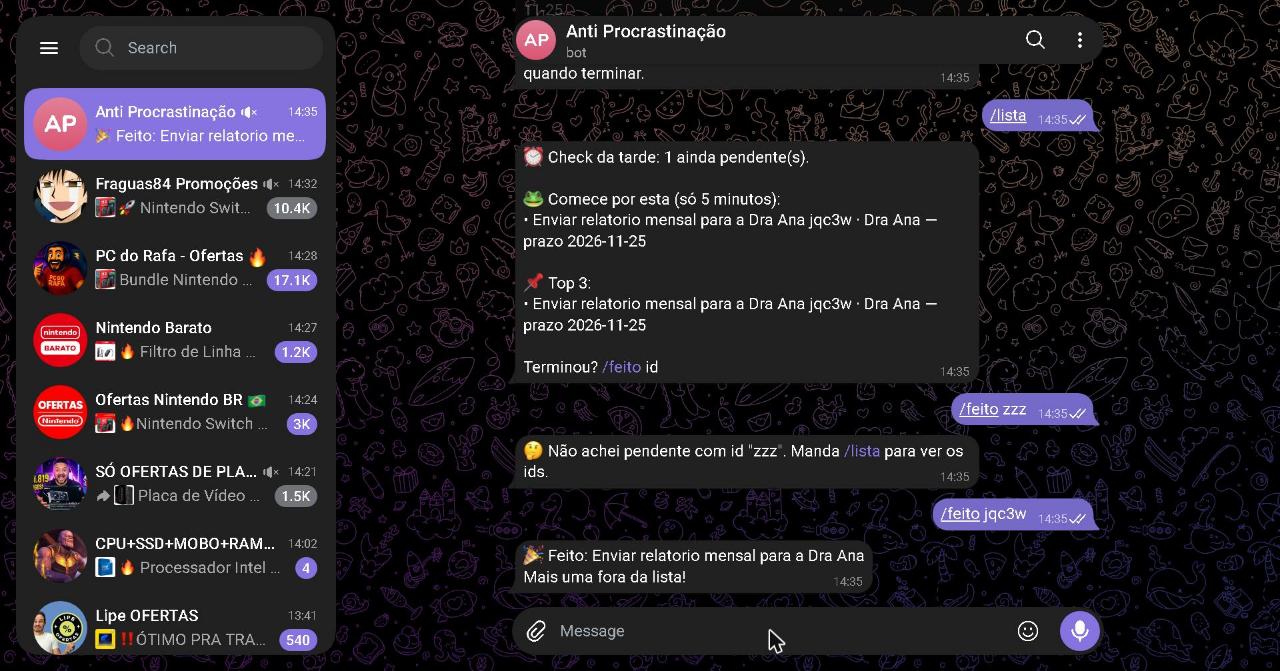 Search
AP
Anti Procrastinação
14:35
🎉 Feito: Enviar relatorio me...
Fraguas84 Promoções
14:32
🚀 Nintendo Swit...
10.4K
PC do Rafa - Ofertas 🔥
14:28
Bundle Nintendo ...
17.1K
nintendo
BARATO
Nintendo Barato
14:27
🔥 Filtro de Linha ...
1.2K
OFERTAS
Nintendo
Ofertas Nintendo BR 🇧🇷
14:24
🔥Nintendo Switch ...
3K
SÓ OFERTAS DE PLA...
14:21
Placa de Vídeo ...
1.5K
CPU+SSD+MOBO+RAM...
14:02
🔥 Processador Intel ...
4
Lipe OFERTAS
13:41
‼️ÓTIMO PRA TRA...
540
AP
Anti Procrastinação
bot
quando terminar.
14:35
/lista
14:35
⏰ Check da tarde: 1 ainda pendente(s).
🐸 Comece por esta (só 5 minutos):
• Enviar relatorio mensal para a Dra Ana jqc3w · Dra Ana —
prazo 2026-11-25
📌 Top 3:
• Enviar relatorio mensal para a Dra Ana jqc3w · Dra Ana —
prazo 2026-11-25
Terminou? /feito id
14:35
/feito zzz
14:35
🤔 Não achei pendente com id "zzz". Manda /lista para ver os
ids.
14:35
/feito jqc3w
14:35
🎉 Feito: Enviar relatorio mensal para a Dra Ana
Mais uma fora da lista!
14:35
Message